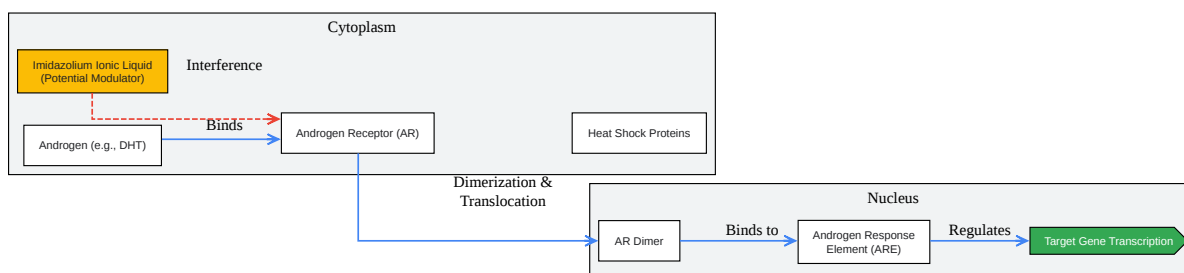 Cytoplasm
Imidazolium Ionic Liquid
(Potential Modulator)
Interference
Binds
Androgen (e.g., DHT)
Androgen Receptor (AR)
Heat Shock Proteins
Dimerization &
Translocation
Nucleus
AR Dimer
Binds to
Androgen Response
Element (ARE)
Regulates
Target Gene Transcription